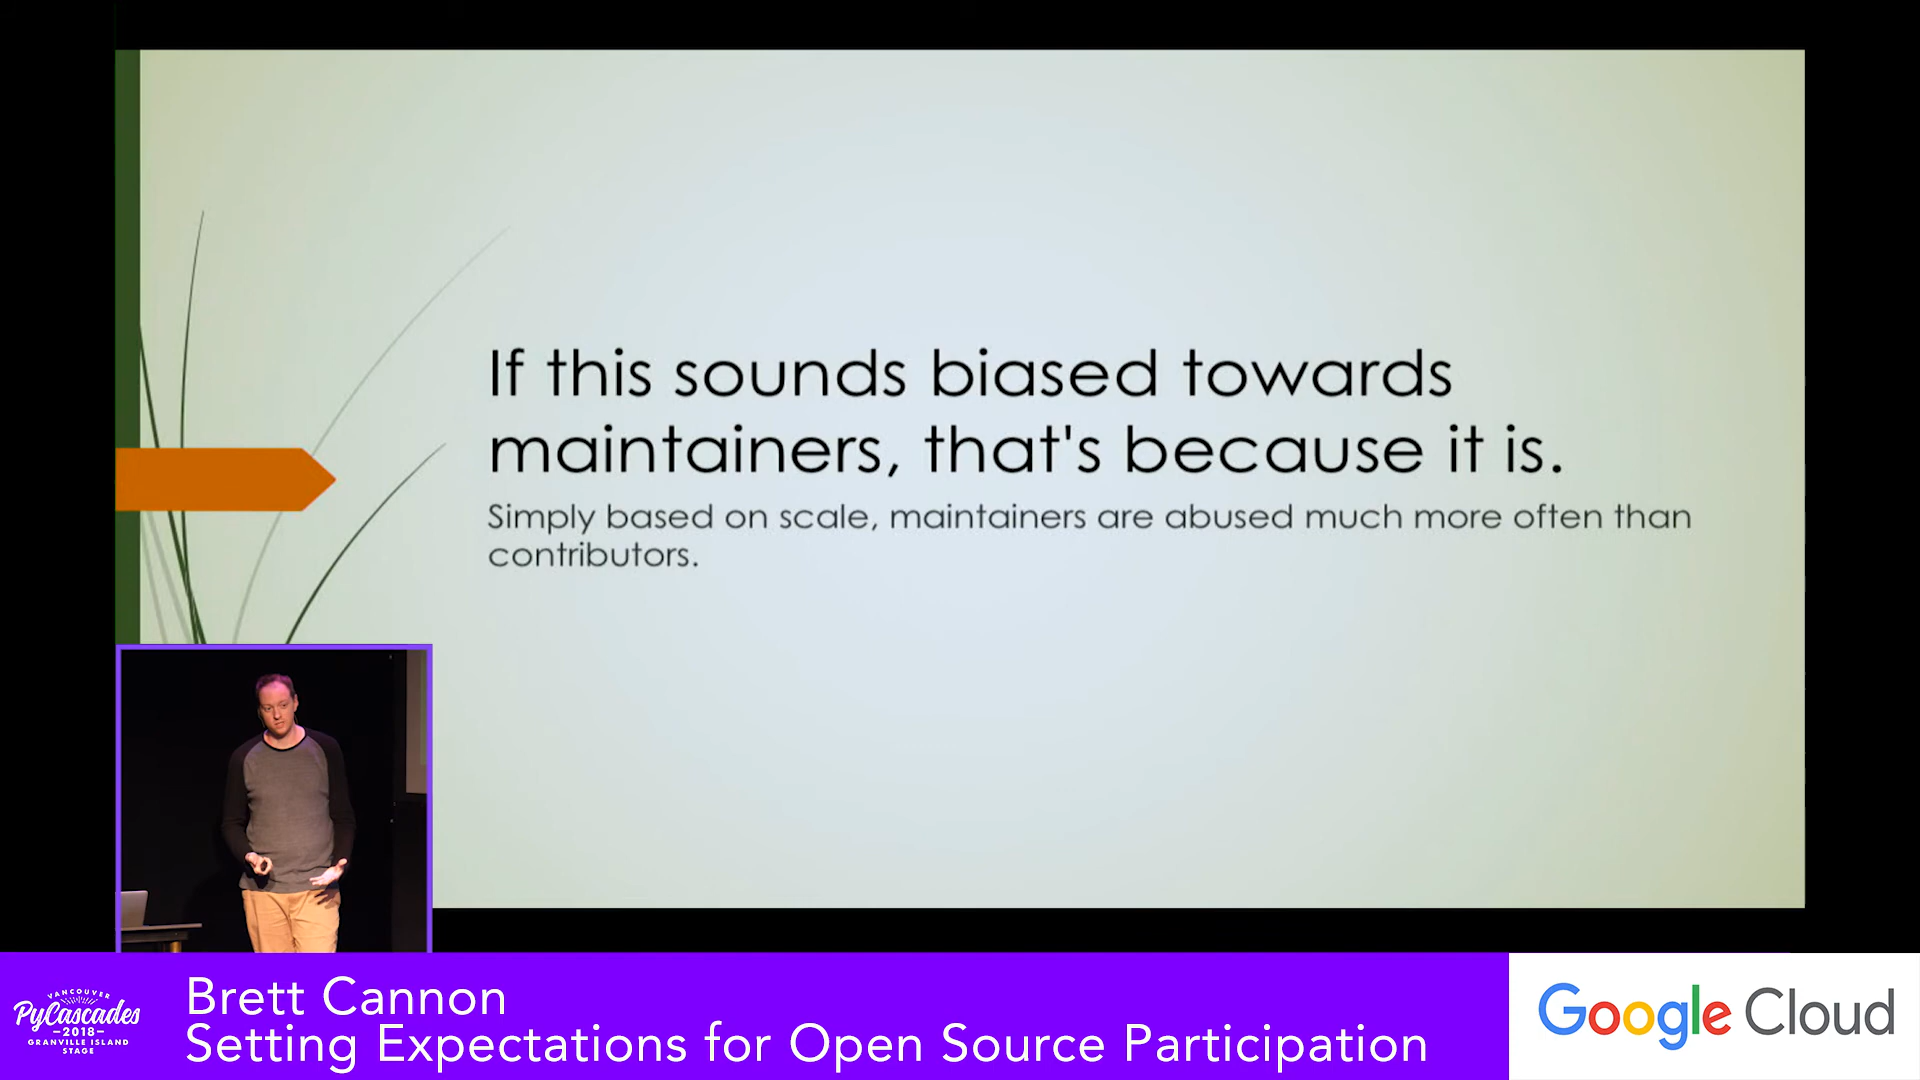 If this sounds biased towards
maintainers, that's because it is.
Simply based on scale, maintainers are abused much more often than
contributors.
VANCOUVER
PyCascades
-2018-
GRANVILLE ISLAND
STAGE
Brett Cannon
Setting Expectations for Open Source Participation
Google Cloud